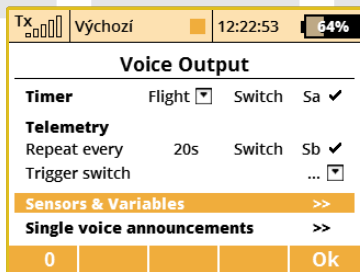 Tx Výchozí 12:22:53 64%
Voice Output
Timer Flight Switch Sa ✔
Telemetry
Repeat every 20s Switch Sb ✔
Trigger switch ...
Sensors & Variables >>
Single voice announcements >>
0 Ok